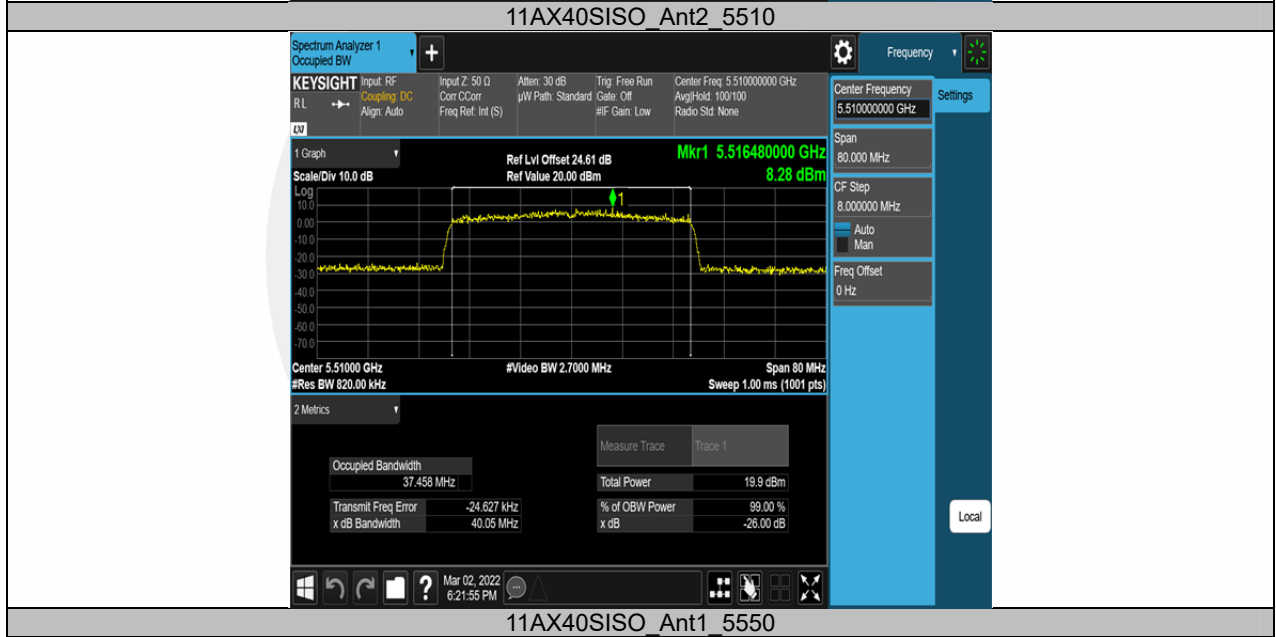 11AX40SISO_Ant2_5510
Spectrum Analyzer 1
Occupied BW
+
Frequency
KEYSIGHT
RL
LXI
Input: RF
Coupling: DC
Align: Auto
Input Z: 50 Ω
Corr CCorr
Freq Ref: Int (S)
Atten: 30 dB
µW Path: Standard
Trig: Free Run
Gate: Off
#IF Gain: Low
Center Freq: 5.510000000 GHz
Avg|Hold: 100/100
Radio Std: None
Center Frequency
5.510000000 GHz
Settings
Span
80.000 MHz
CF Step
8.000000 MHz
Auto
Man
Freq Offset
0 Hz
1 Graph
Ref Lvl Offset 24.61 dB
Mkr1 5.516480000 GHz
Scale/Div 10.0 dB
Ref Value 20.00 dBm
8.28 dBm
Log
1
10.0
0.00
-10.0
-20.0
-30.0
-40.0
-50.0
-60.0
-70.0
Center 5.51000 GHz
#Video BW 2.7000 MHz
Span 80 MHz
#Res BW 820.00 kHz
Sweep 1.00 ms (1001 pts)
2 Metrics
Measure Trace
Trace 1
Occupied Bandwidth
37.458 MHz
Total Power
19.9 dBm
Transmit Freq Error
-24.627 kHz
% of OBW Power
99.00 %
x dB Bandwidth
40.05 MHz
x dB
-26.00 dB
Local
?
Mar 02, 2022
6:21:55 PM
11AX40SISO_Ant1_5550